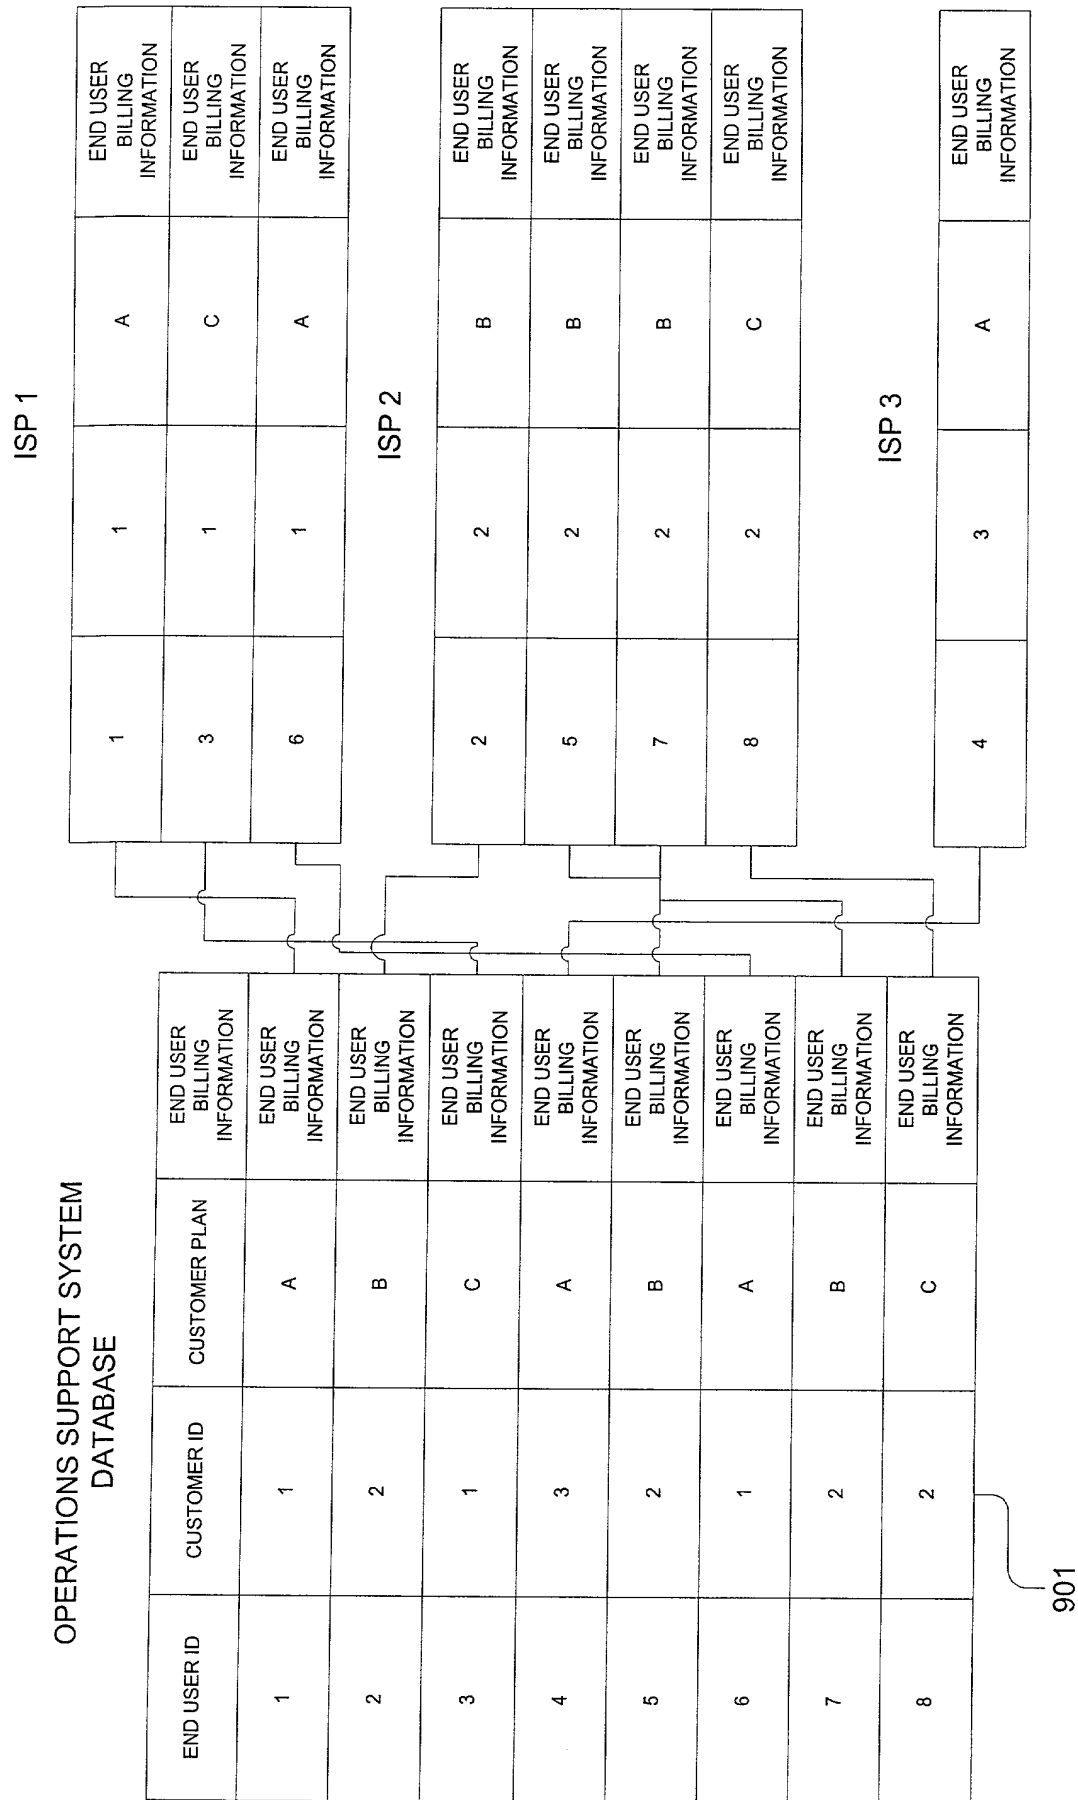 OPERATIONS SUPPORT SYSTEM
DATABASE
END USER ID
CUSTOMER ID
CUSTOMER PLAN
END USER
BILLING
INFORMATION
1
1
A
END USER
BILLING
INFORMATION
2
2
B
END USER
BILLING
INFORMATION
3
1
C
END USER
BILLING
INFORMATION
4
3
A
END USER
BILLING
INFORMATION
5
2
B
END USER
BILLING
INFORMATION
6
1
A
END USER
BILLING
INFORMATION
7
2
B
END USER
BILLING
INFORMATION
8
2
C
END USER
BILLING
INFORMATION
901
ISP 1
1
1
A
END USER
BILLING
INFORMATION
3
1
C
END USER
BILLING
INFORMATION
6
1
A
END USER
BILLING
INFORMATION
ISP 2
2
2
B
END USER
BILLING
INFORMATION
5
2
B
END USER
BILLING
INFORMATION
7
2
B
END USER
BILLING
INFORMATION
8
2
C
END USER
BILLING
INFORMATION
ISP 3
4
3
A
END USER
BILLING
INFORMATION